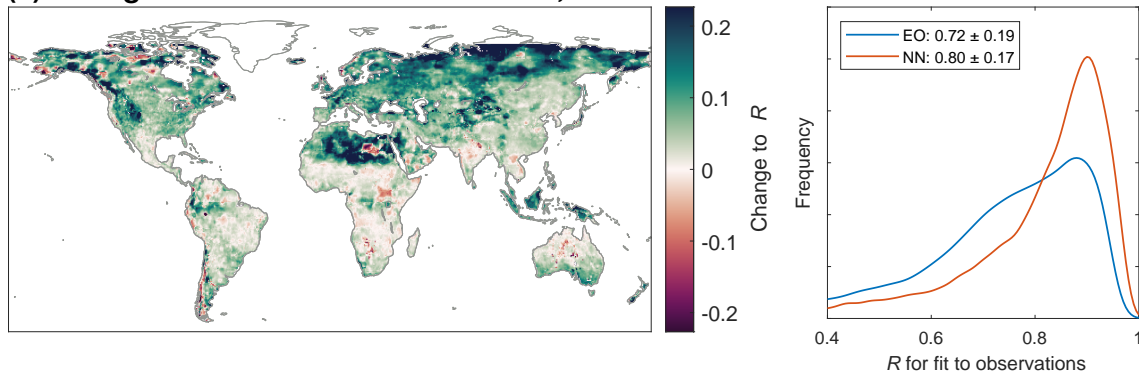 0.2
0.1
0
-0.1
-0.2
Change to R
EO: 0.72 ± 0.19
NN: 0.80 ± 0.17
Frequency
0.4
0.6
0.8
1
R for fit to observations